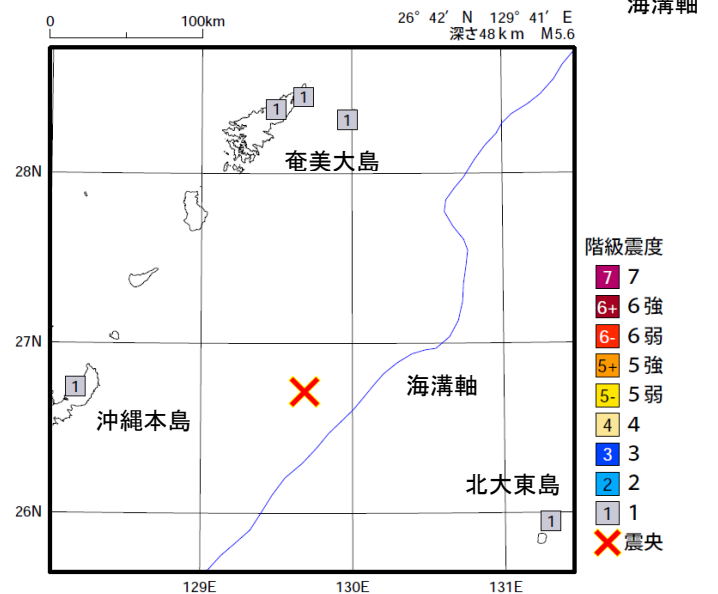 海溝軸
0 100km
26° 42′ N 129° 41′ E
深さ48km M5.6
1
1
1
奄美大島
28N
27N
1
沖縄本島
海溝軸
26N
北大東島
1
129E 130E 131E
階級震度
7 7
6+ 6強
6- 6弱
5+ 5強
5- 5弱
4 4
3 3
2 2
1 1
震央